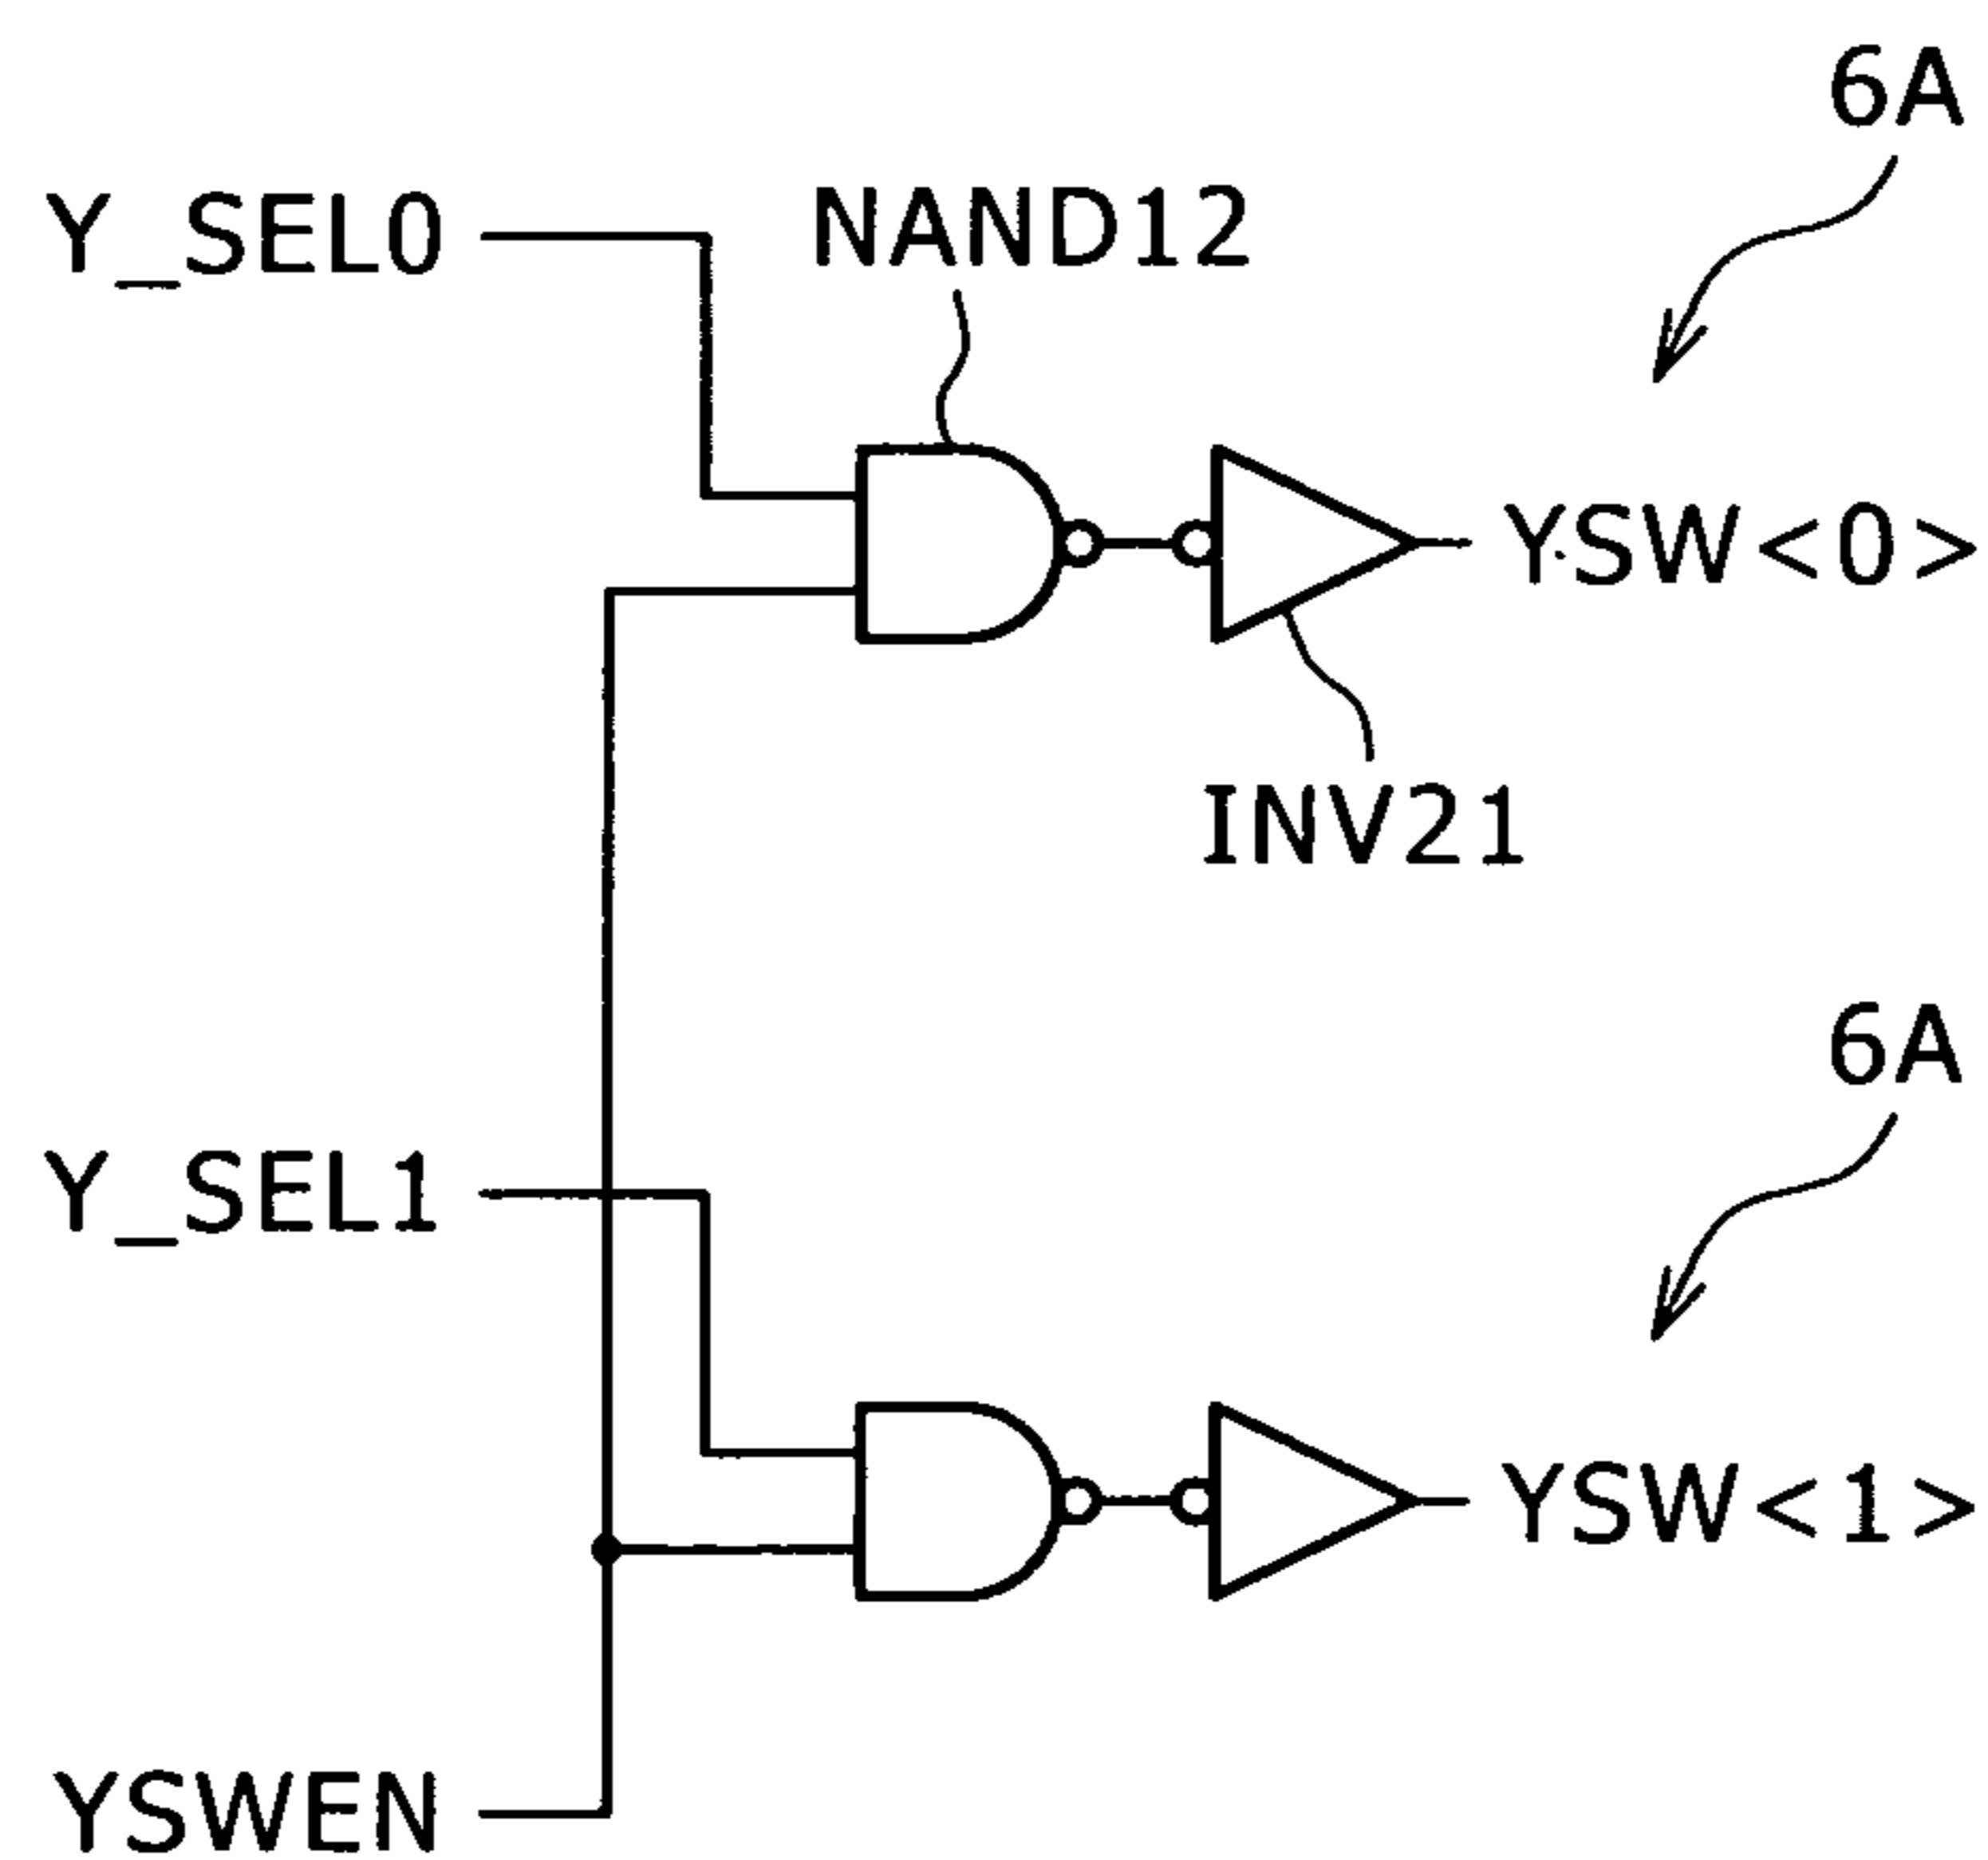 6A
Y_SEL0
NAND12
YSW<0>
INV21
6A
Y_SEL1
YSW<1>
YSWEN